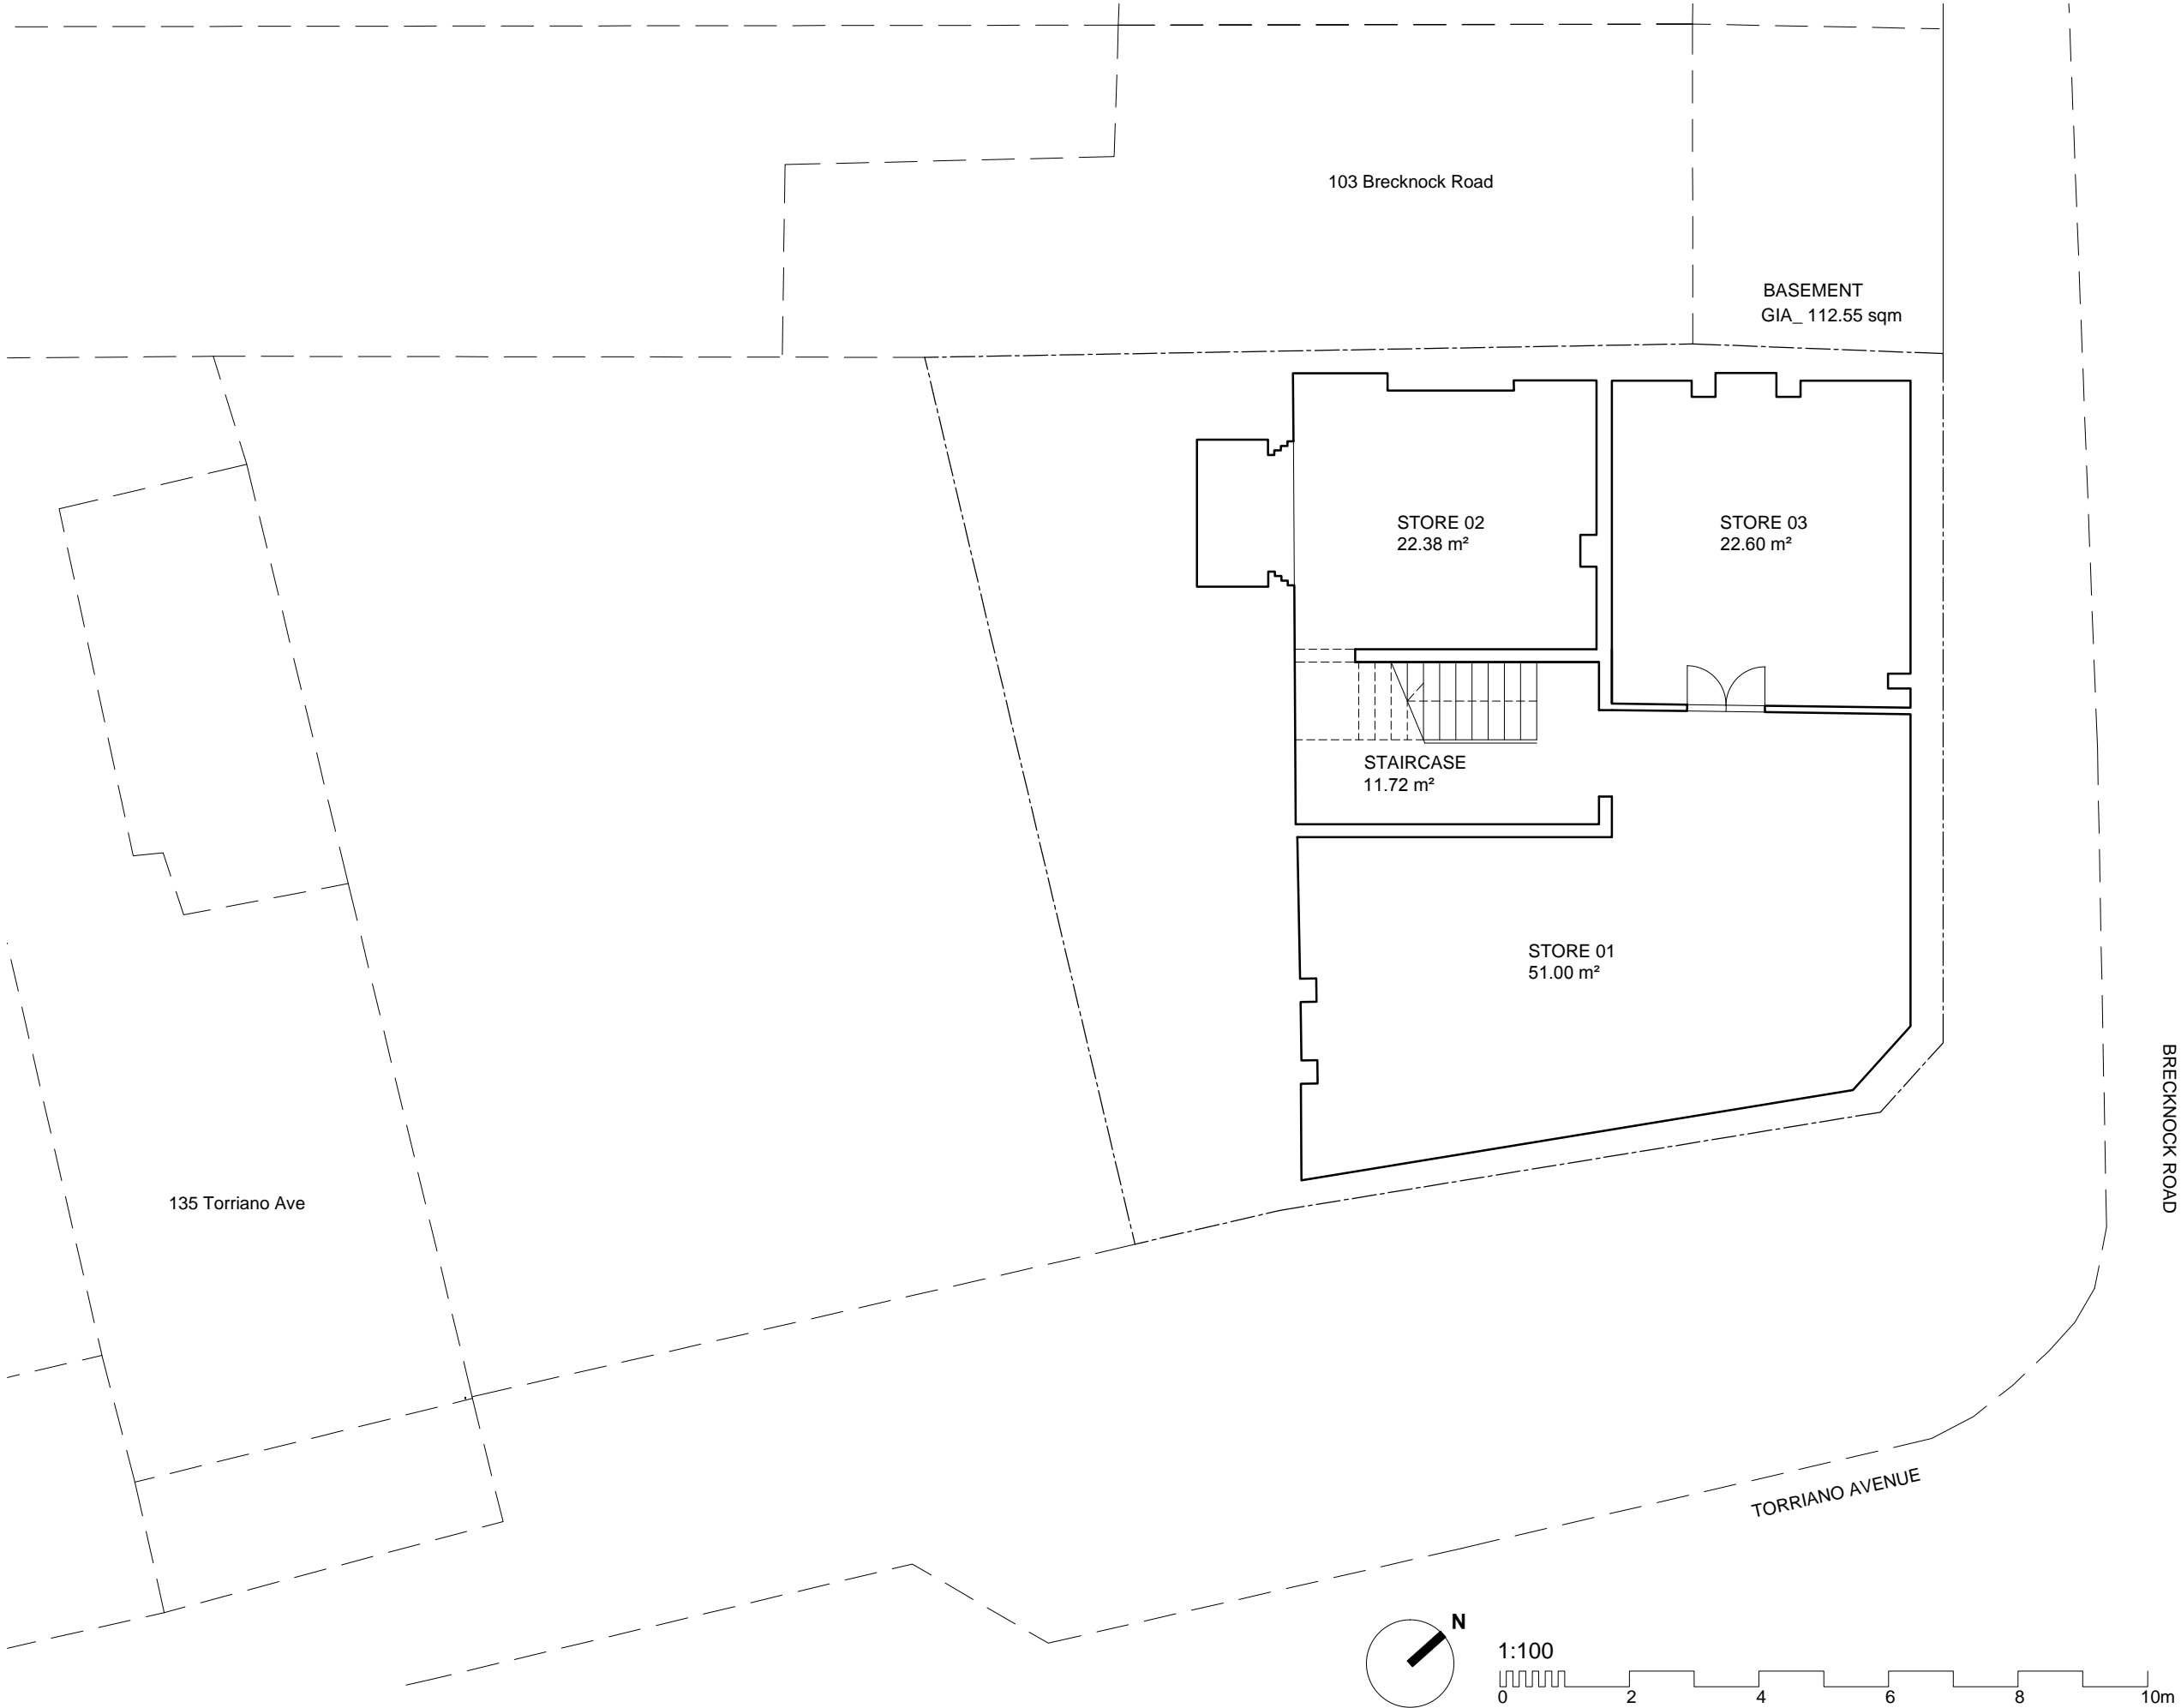 103 Brecknock Road
BASEMENT
GIA_ 112.55 sqm
STORE 02
22.38 m²
STORE 03
22.60 m²
STAIRCASE
11.72 m²
STORE 01
51.00 m²
BRECKNOCK ROAD
135 Torriano Ave
TORRIANO AVENUE
N
1:100
0 2 4 6 8 10m